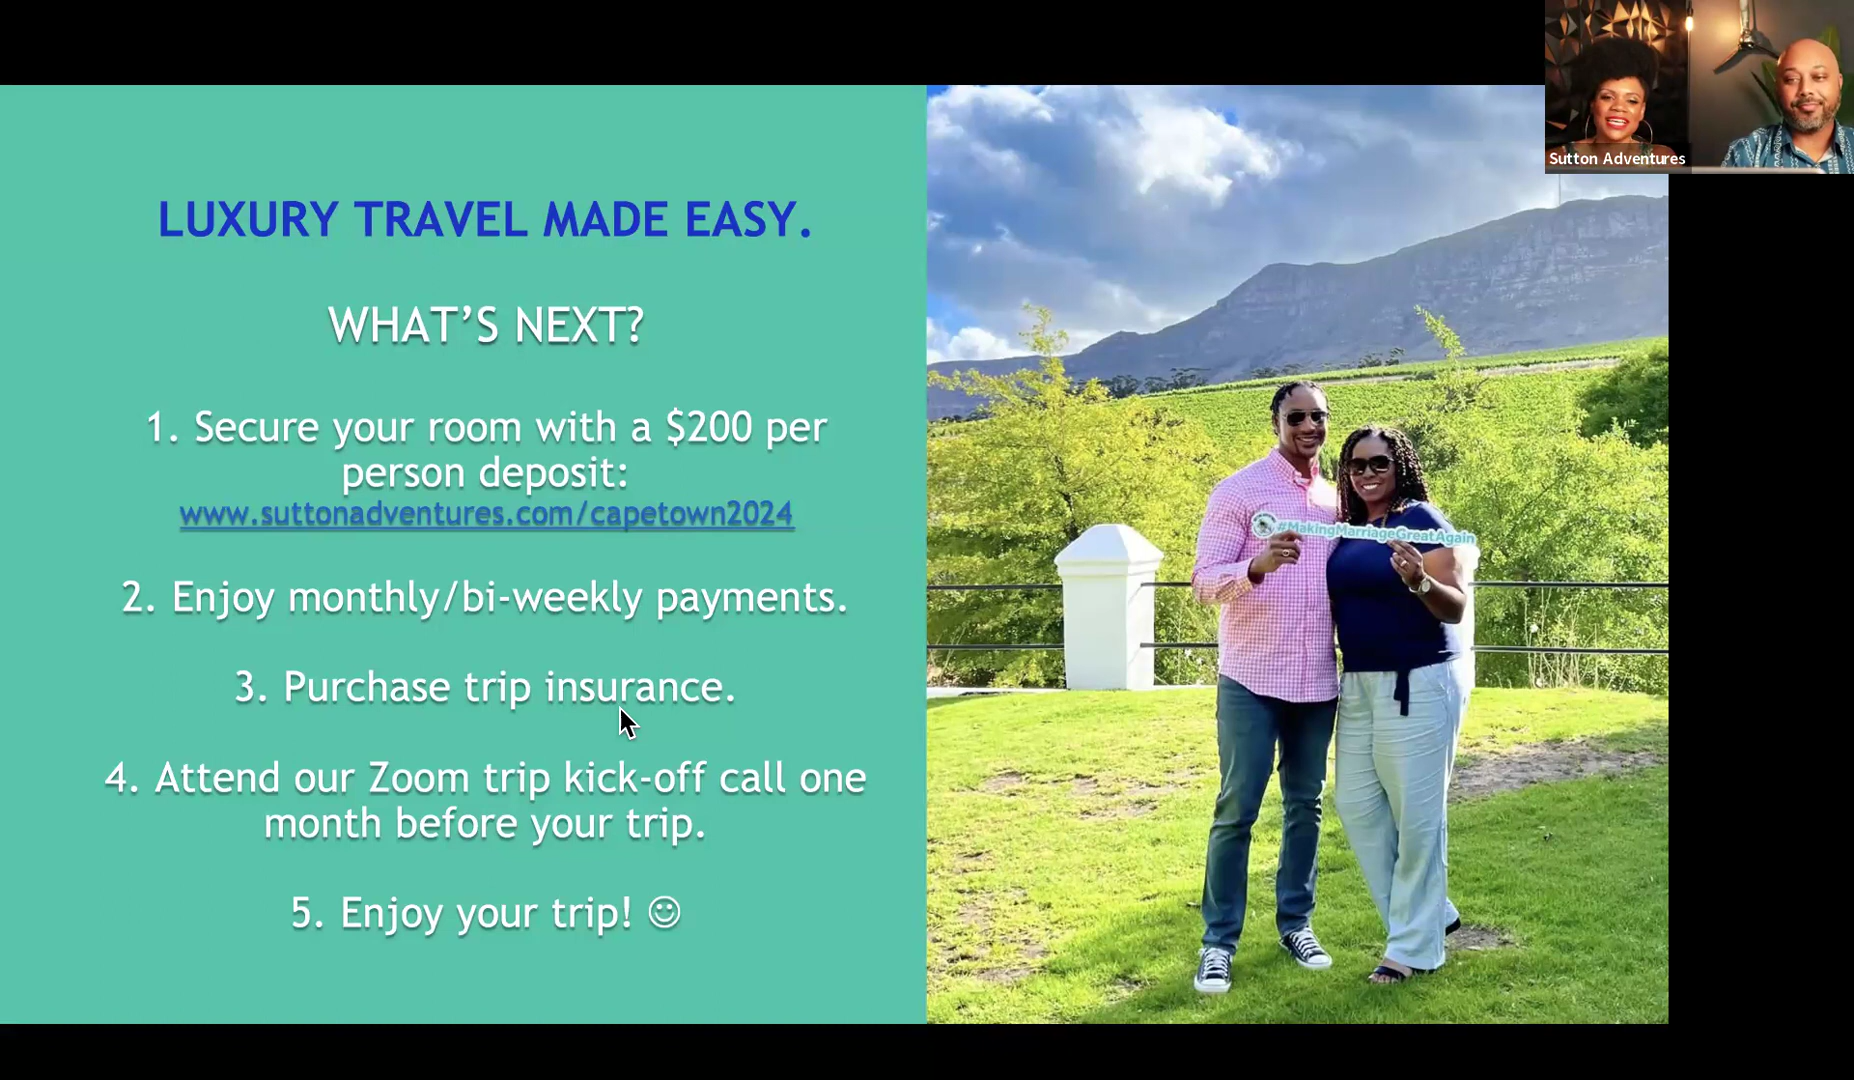 LUXURY TRAVEL MADE EASY.
WHAT’S NEXT?
1. Secure your room with a $200 per
person deposit:
www.suttonadventures.com/capetown2024
2. Enjoy monthly/bi-weekly payments.
3. Purchase trip insurance.
4. Attend our Zoom trip kick-off call one
month before your trip.
5. Enjoy your trip! ☺
#MakingMarriageGreatAgain
Sutton Adventures